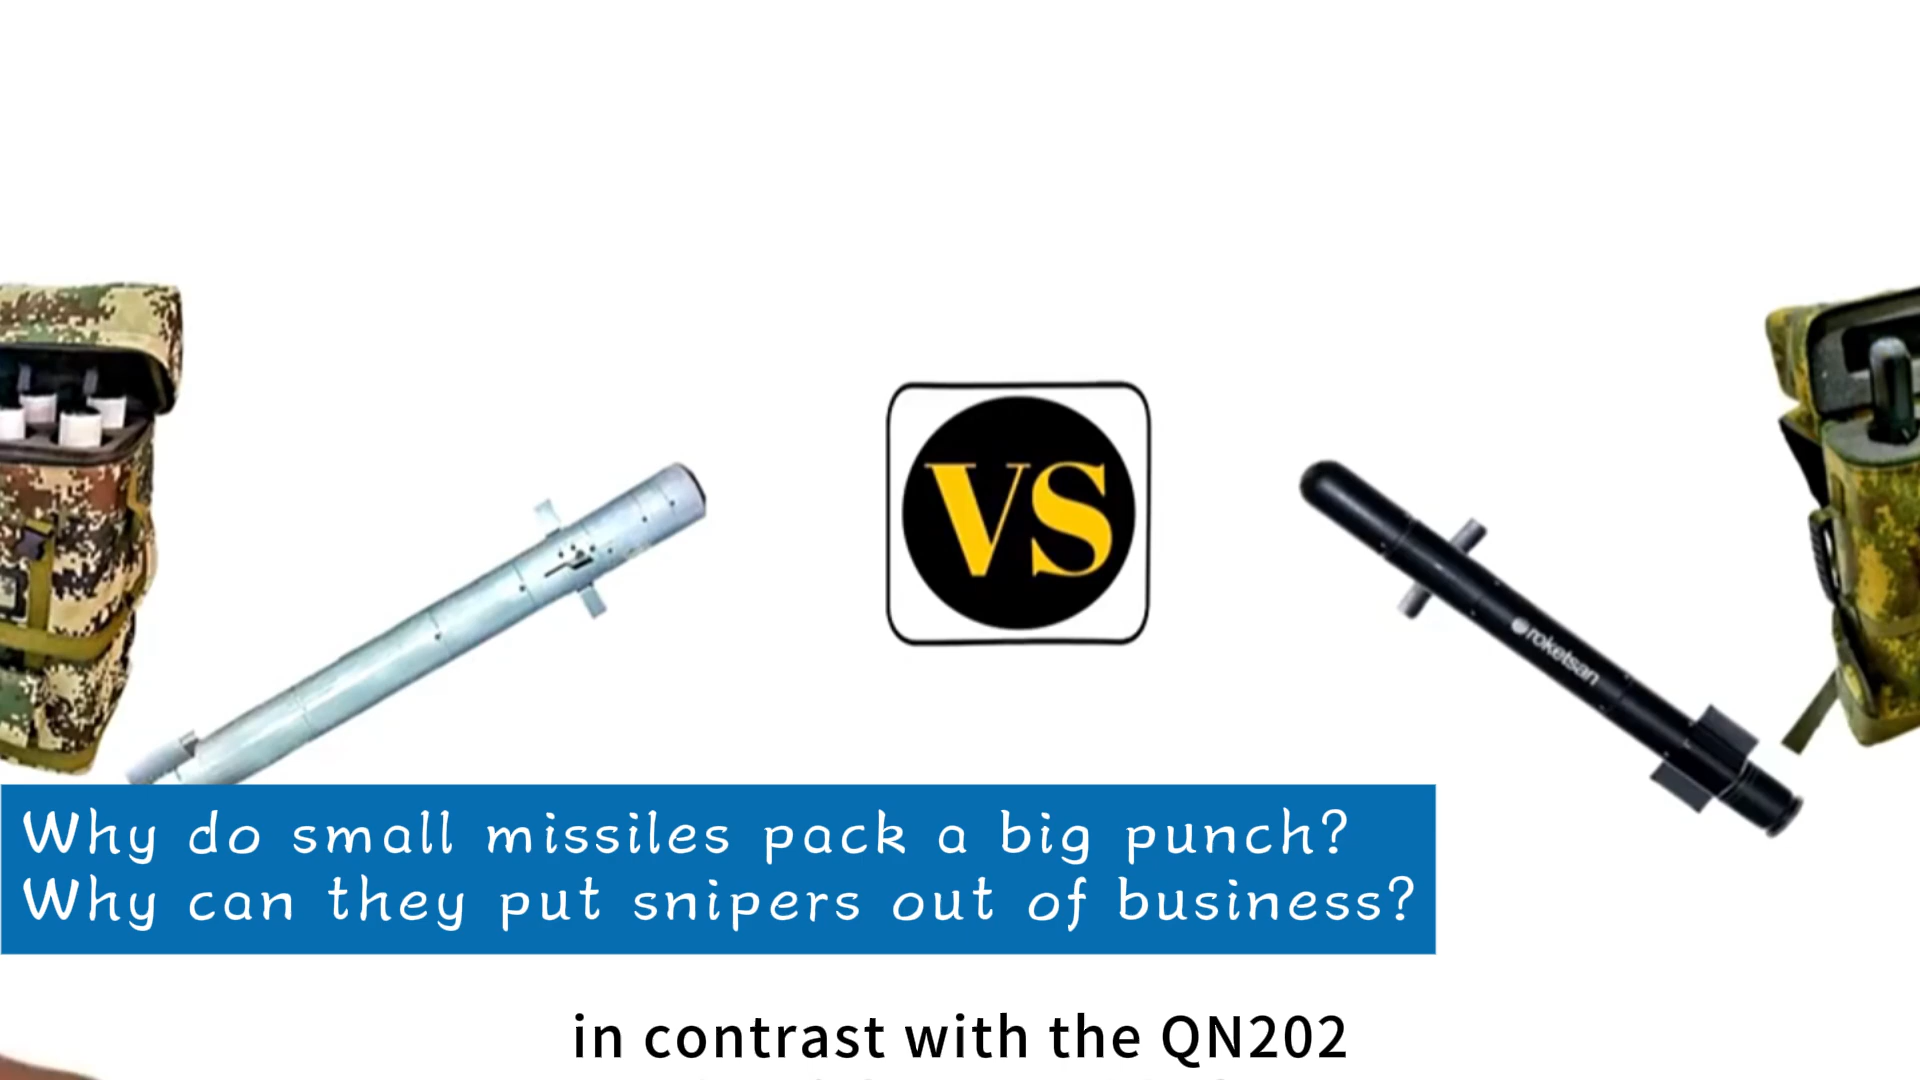 VS
roketsan
Why do small missiles pack a big punch?
Why can they put snipers out of business?
in contrast with the QN202